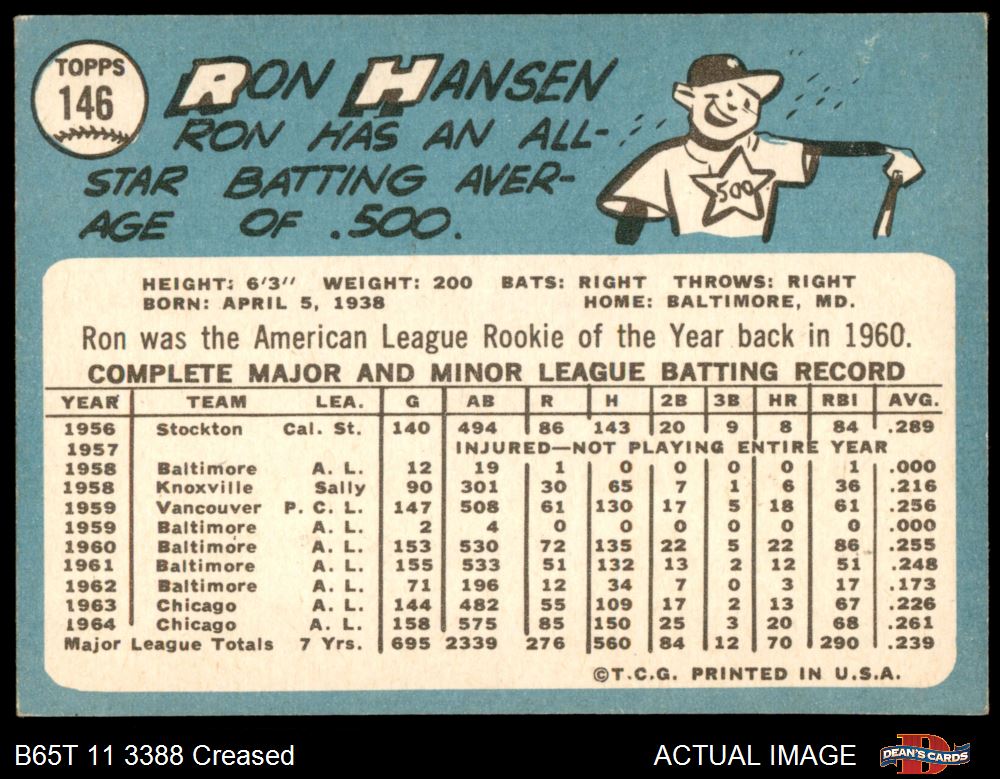 TOPPS
146
RON HANSEN
RON HAS AN ALL-
STAR BATTING AVER-
AGE OF .500.
500
HEIGHT: 6'3" WEIGHT: 200 BATS: RIGHT THROWS: RIGHT
BORN: APRIL 5, 1938 HOME: BALTIMORE, MD.
Ron was the American League Rookie of the Year back in 1960.
COMPLETE MAJOR AND MINOR LEAGUE BATTING RECORD
YEAR TEAM LEA. G AB R H 2B 3B HR RBI AVG.
1956 Stockton Cal. St. 140 494 86 143 20 9 8 84 .289
1957 INJURED—NOT PLAYING ENTIRE YEAR
1958 Baltimore A. L. 12 19 1 0 0 0 0 1 .000
1958 Knoxville Sally 90 301 30 65 7 1 6 36 .216
1959 Vancouver P. C. L. 147 508 61 130 17 5 18 61 .256
1959 Baltimore A. L. 2 4 0 0 0 0 0 0 .000
1960 Baltimore A. L. 153 530 72 135 22 5 22 86 .255
1961 Baltimore A. L. 155 533 51 132 13 2 12 51 .248
1962 Baltimore A. L. 71 196 12 34 7 0 3 17 .173
1963 Chicago A. L. 144 482 55 109 17 2 13 67 .226
1964 Chicago A. L. 158 575 85 150 25 3 20 68 .261
Major League Totals 7 Yrs. 695 2339 276 560 84 12 70 290 .239
©T.C.G. PRINTED IN U.S.A.
B65T 11 3388 Creased ACTUAL IMAGE
DEAN'S CARDS